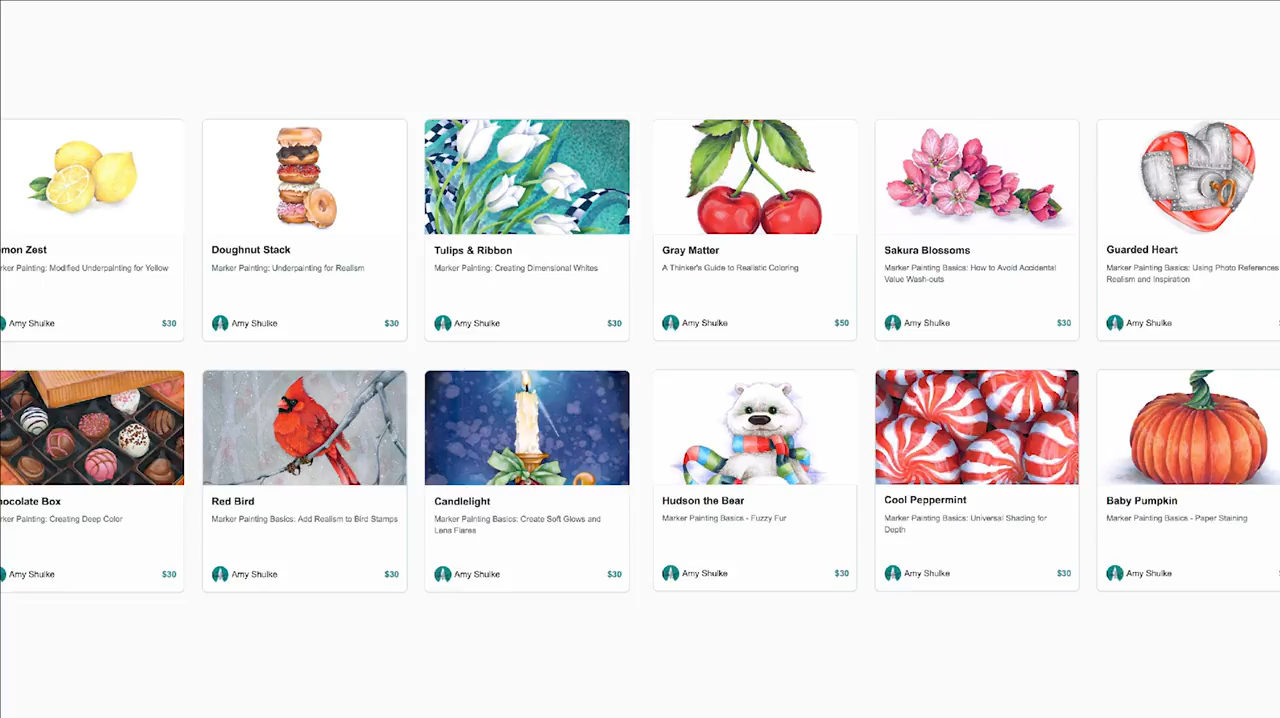 mon Zest
rker Painting: Modified Underpainting for Yellow
Amy Shulke
$30
Doughnut Stack
Marker Painting: Underpainting for Realism
Amy Shulke
$30
Tulips & Ribbon
Marker Painting: Creating Dimensional Whites
Amy Shulke
$30
Gray Matter
A Thinker's Guide to Realistic Coloring
Amy Shulke
$50
Sakura Blossoms
Marker Painting Basics: How to Avoid Accidental
Value Wash-outs
Amy Shulke
$30
Guarded Heart
Marker Painting Basics: Using Photo References
Realism and Inspiration
Amy Shulke
hocolate Box
rker Painting: Creating Deep Color
Amy Shulke
$30
Red Bird
Marker Painting Basics: Add Realism to Bird Stamps
Amy Shulke
$30
Candlelight
Marker Painting Basics: Create Soft Glows and
Lens Flares
Amy Shulke
$30
Hudson the Bear
Marker Painting Basics - Fuzzy Fur
Amy Shulke
$30
Cool Peppermint
Marker Painting Basics: Universal Shading for
Depth
Amy Shulke
$30
Baby Pumpkin
Marker Painting Basics - Paper Staining
Amy Shulke